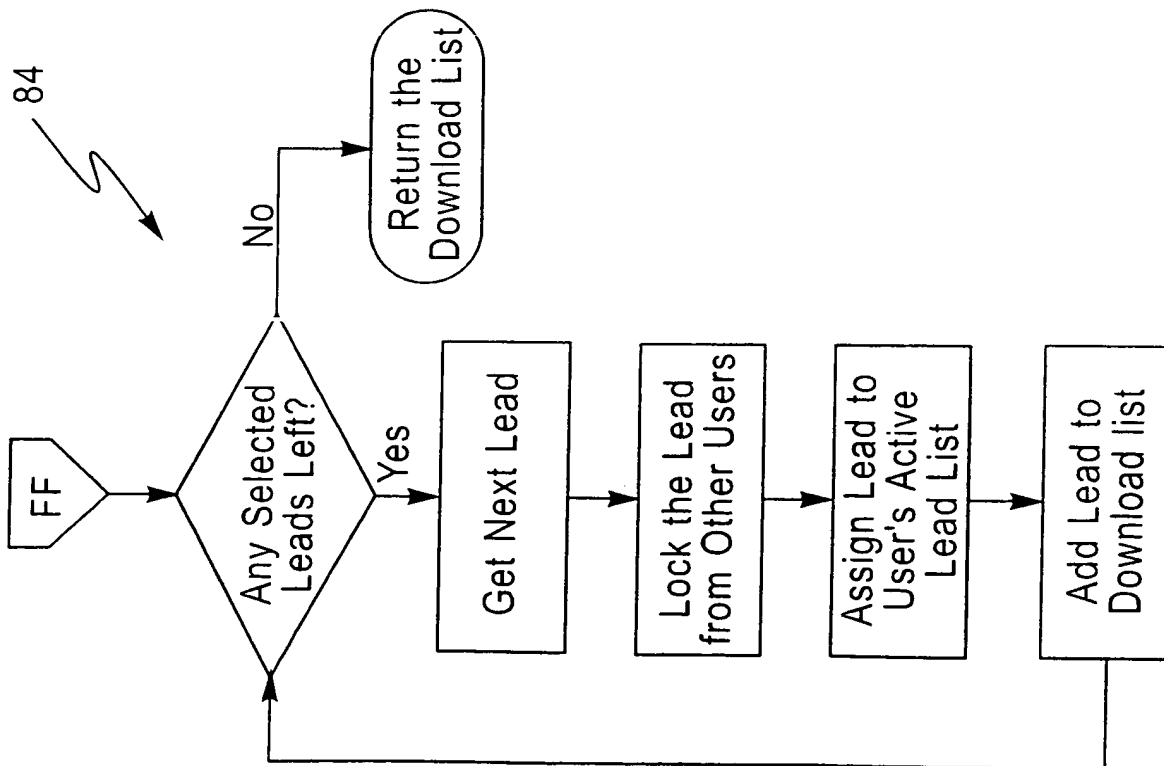 84
FF
Any Selected
Leads Left?
No
Return the
Download List
Yes
Get Next Lead
Lock the Lead
from Other Users
Assign Lead to
User's Active
Lead List
Add Lead to
Download list